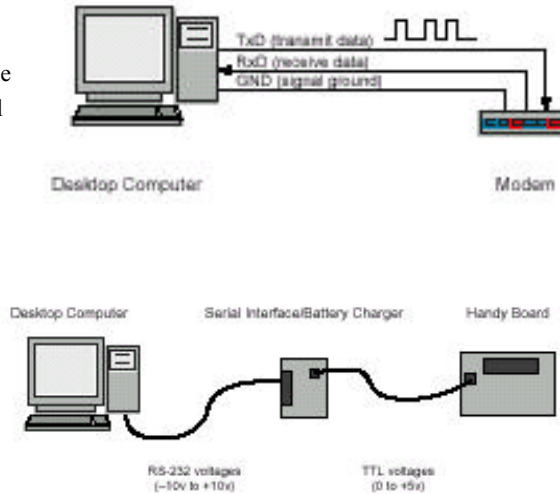 TxD (transmit data)
RxD (receive data)
GND (signal ground)
Desktop Computer
Modem
Desktop Computer
Serial Interface/Battery Charger
Handy Board
RS-232 voltages
(–10v to +10v)
TTL voltages
(0 to +5v)